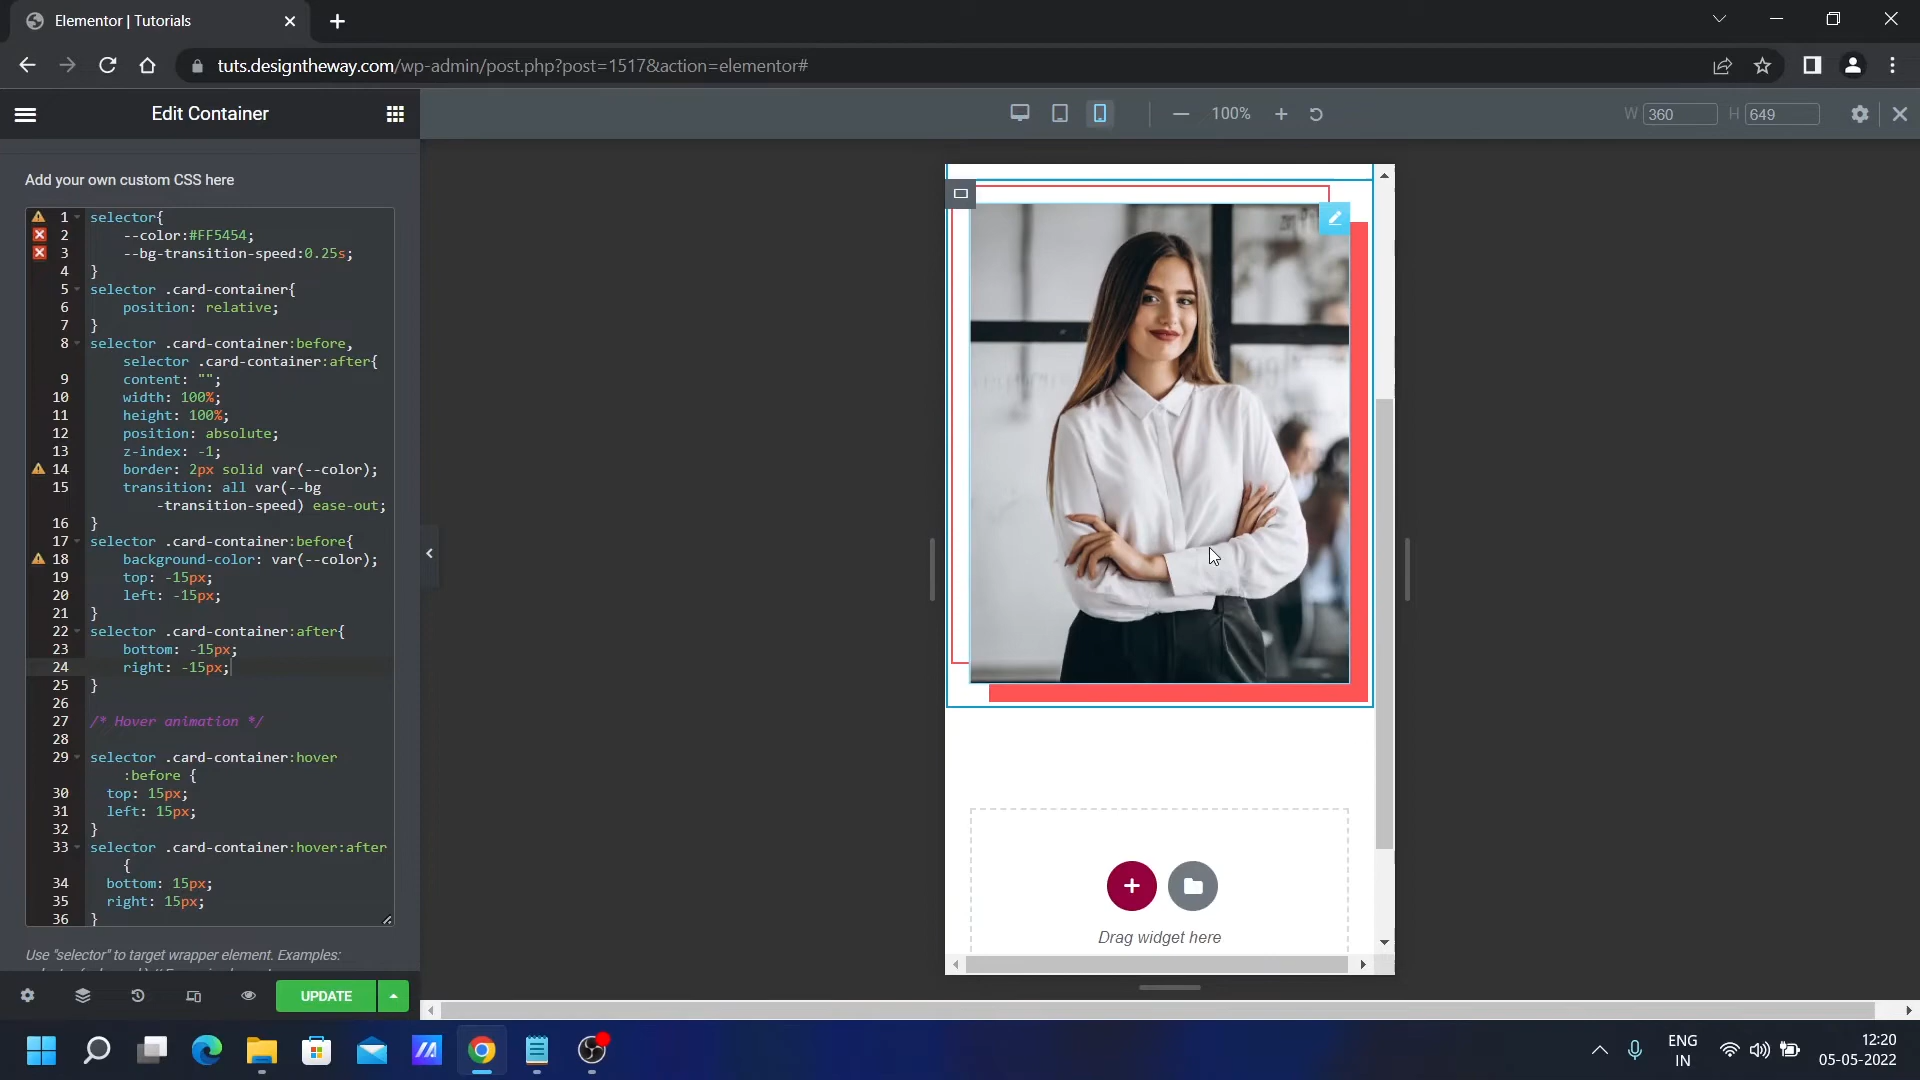 Elementor | Tutorials
tuts.designtheway.com/wp-admin/post.php?post=1517&action=elementor#
Edit Container
100%
W 360
H 649
Add your own custom CSS here
1 selector{
2 --color:#FF5454;
3 --bg-transition-speed:0.25s;
4 }
5 selector .card-container{
6 position: relative;
7 }
8 selector .card-container:before,
selector .card-container:after{
9 content: "";
10 width: 100%;
11 height: 100%;
12 position: absolute;
13 z-index: -1;
14 border: 2px solid var(--color);
15 transition: all var(--bg
-transition-speed) ease-out;
16 }
17 selector .card-container:before{
18 background-color: var(--color);
19 top: -15px;
20 left: -15px;
21 }
22 selector .card-container:after{
23 bottom: -15px;
24 right: -15px;
25 }
26
27 /* Hover animation */
28
29 selector .card-container:hover
:before {
30 top: 15px;
31 left: 15px;
32 }
33 selector .card-container:hover:after
{
34 bottom: 15px;
35 right: 15px;
36 }
Use "selector" to target wrapper element. Examples:
UPDATE
Drag widget here
ENG
IN
12:20
05-05-2022